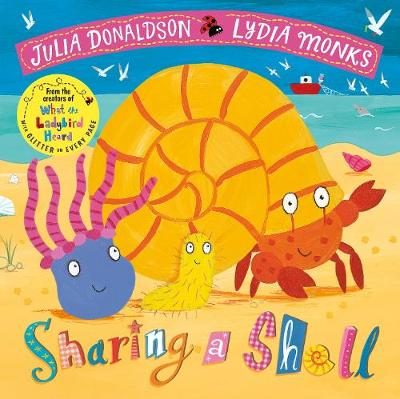 JULIA DONALDSON LYDIA MONKS
From the
creators of
What the
Ladybird
Heard
WITH GLITTER ON EVERY PAGE
Sharing a Shell